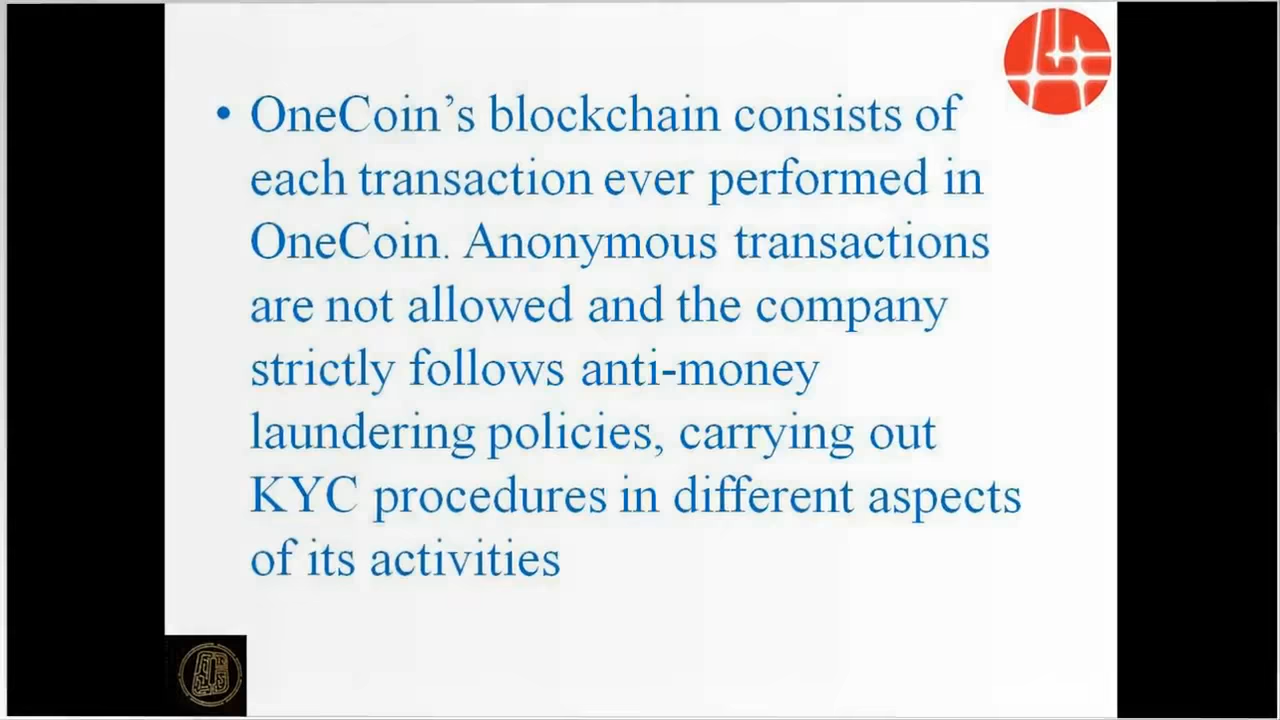 • OneCoin’s blockchain consists of
each transaction ever performed in
OneCoin. Anonymous transactions
are not allowed and the company
strictly follows anti-money
laundering policies, carrying out
KYC procedures in different aspects
of its activities